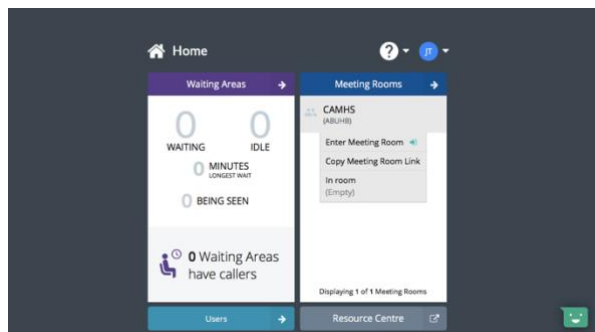 Home
?
JT
Waiting Areas
0
0
WAITING
IDLE
0 MINUTES
LONGEST WAIT
0 BEING SEEN
0 Waiting Areas
have callers
Users
Meeting Rooms
CAMHS
(ABUHB)
Enter Meeting Room
Copy Meeting Room Link
In room
(Empty)
Displaying 1 of 1 Meeting Rooms
Resource Centre